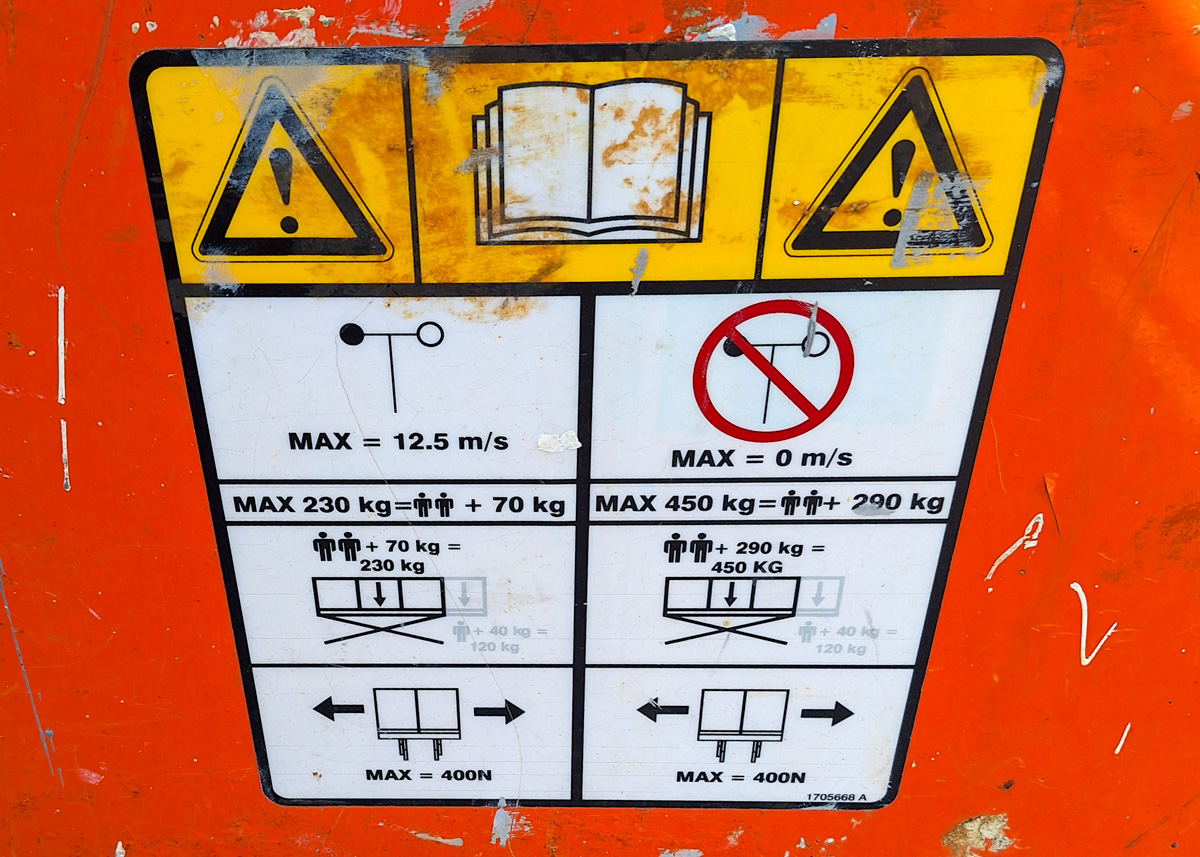 MAX = 12.5 m/s
MAX = 0 m/s
MAX 230 kg= + 70 kg
MAX 450 kg= + 290 kg
+ 70 kg =
230 kg
+ 40 kg =
120 kg
+ 290 kg =
450 KG
+ 40 kg =
120 kg
MAX = 400N
MAX = 400N
1705668 A